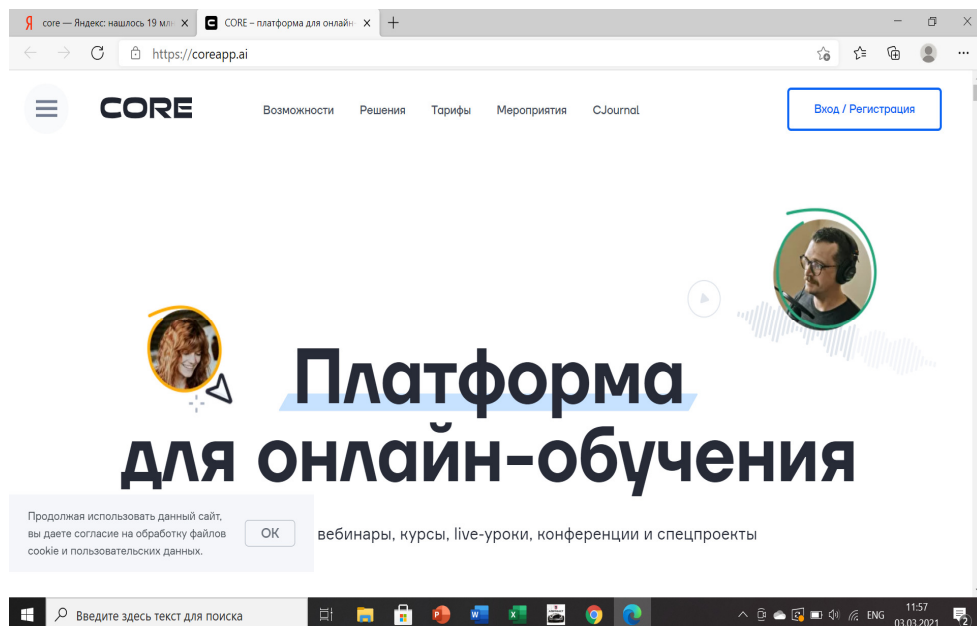 Я core — Яндекс: нашлось 19 млн
CORE – платформа для онлайн-
https://coreapp.ai
CORE
Возможности Решения Тарифы Мероприятия CJournal
Вход / Регистрация
Платформа
для онлайн-обучения
вебинары, курсы, live-уроки, конференции и спецпроекты
Продолжая использовать данный сайт,
вы даете согласие на обработку файлов
cookie и пользовательских данных.
ОК
Введите здесь текст для поиска
ENG
11:57
03.03.2021
2